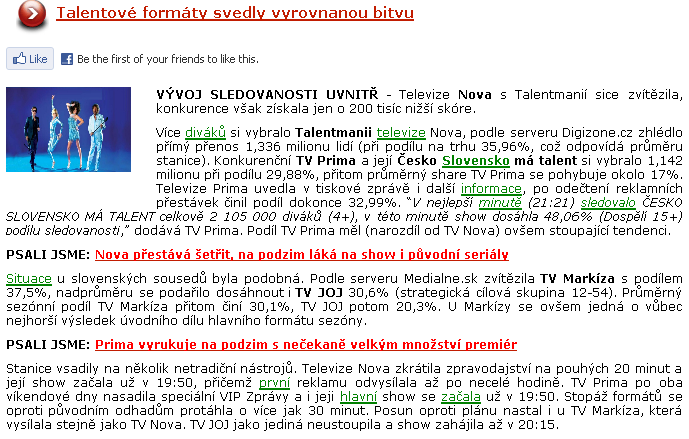 Talentové formáty svedly vyrovnanou bitvu
Like Be the first of your friends to like this.
VÝVOJ SLEDOVANOSTI UVNITŘ - Televize Nova s Talentmanií sice zvítězila,
konkurence však získala jen o 200 tisíc nižší skóre.
Více diváků si vybralo Talentmanii televize Nova, podle serveru Digizone.cz zhlédlo
přímý přenos 1,336 milionu lidí (při podílu na trhu 35,96%, což odpovídá průměru
stanice). Konkurenční TV Prima a její Česko Slovensko má talent si vybralo 1,142
milionu při podílu 29,88%, přitom průměrný share TV Prima se pohybuje okolo 17%.
Televize Prima uvedla v tiskové zprávě i další informace, po odečtení reklamních
přestávek činil podíl dokonce 32,99%. "V nejlepší minutě (21:21) sledovalo ČESKO
SLOVENSKO MÁ TALENT celkově 2 105 000 diváků (4+), v této minutě show dosáhla 48,06% (Dospělí 15+)
podílu sledovanosti," dodává TV Prima. Podíl TV Prima měl (narozdíl od TV Nova) ovšem stoupající tendenci.
PSALI JSME: Nova přestává šetřit, na podzim láká na show i původní seriály
Situace u slovenských sousedů byla podobná. Podle serveru Medialne.sk zvítězila TV Markíza s podílem
37,5%, nadprůměru se podařilo dosáhnout i TV JOJ 30,6% (strategická cílová skupina 12-54). Průměrný
sezónní podíl TV Markíza přitom činí 30,1%, TV JOJ potom 20,3%. U Markízy se ovšem jedná o vůbec
nejhorší výsledek úvodního dílu hlavního formátu sezóny.
PSALI JSME: Prima vyrukuje na podzim s nečekaně velkým množství premiér
Stanice vsadily na několik netradiční nástrojů. Televize Nova zkrátila zpravodajství na pouhých 20 minut a
její show začala už v 19:50, přičemž první reklamu odvysílala až po necelé hodině. TV Prima po oba
víkendové dny nasadila speciální VIP Zprávy a i jeji hlavní show se začala už v 19:50. Stopáž formátů se
oproti původním odhadům protáhla o více jak 30 minut. Posun oproti plánu nastal i u TV Markíza, která
vysílala stejně jako TV Nova. TV JOJ jako jediná neustoupila a show zahájila až v 20:15.